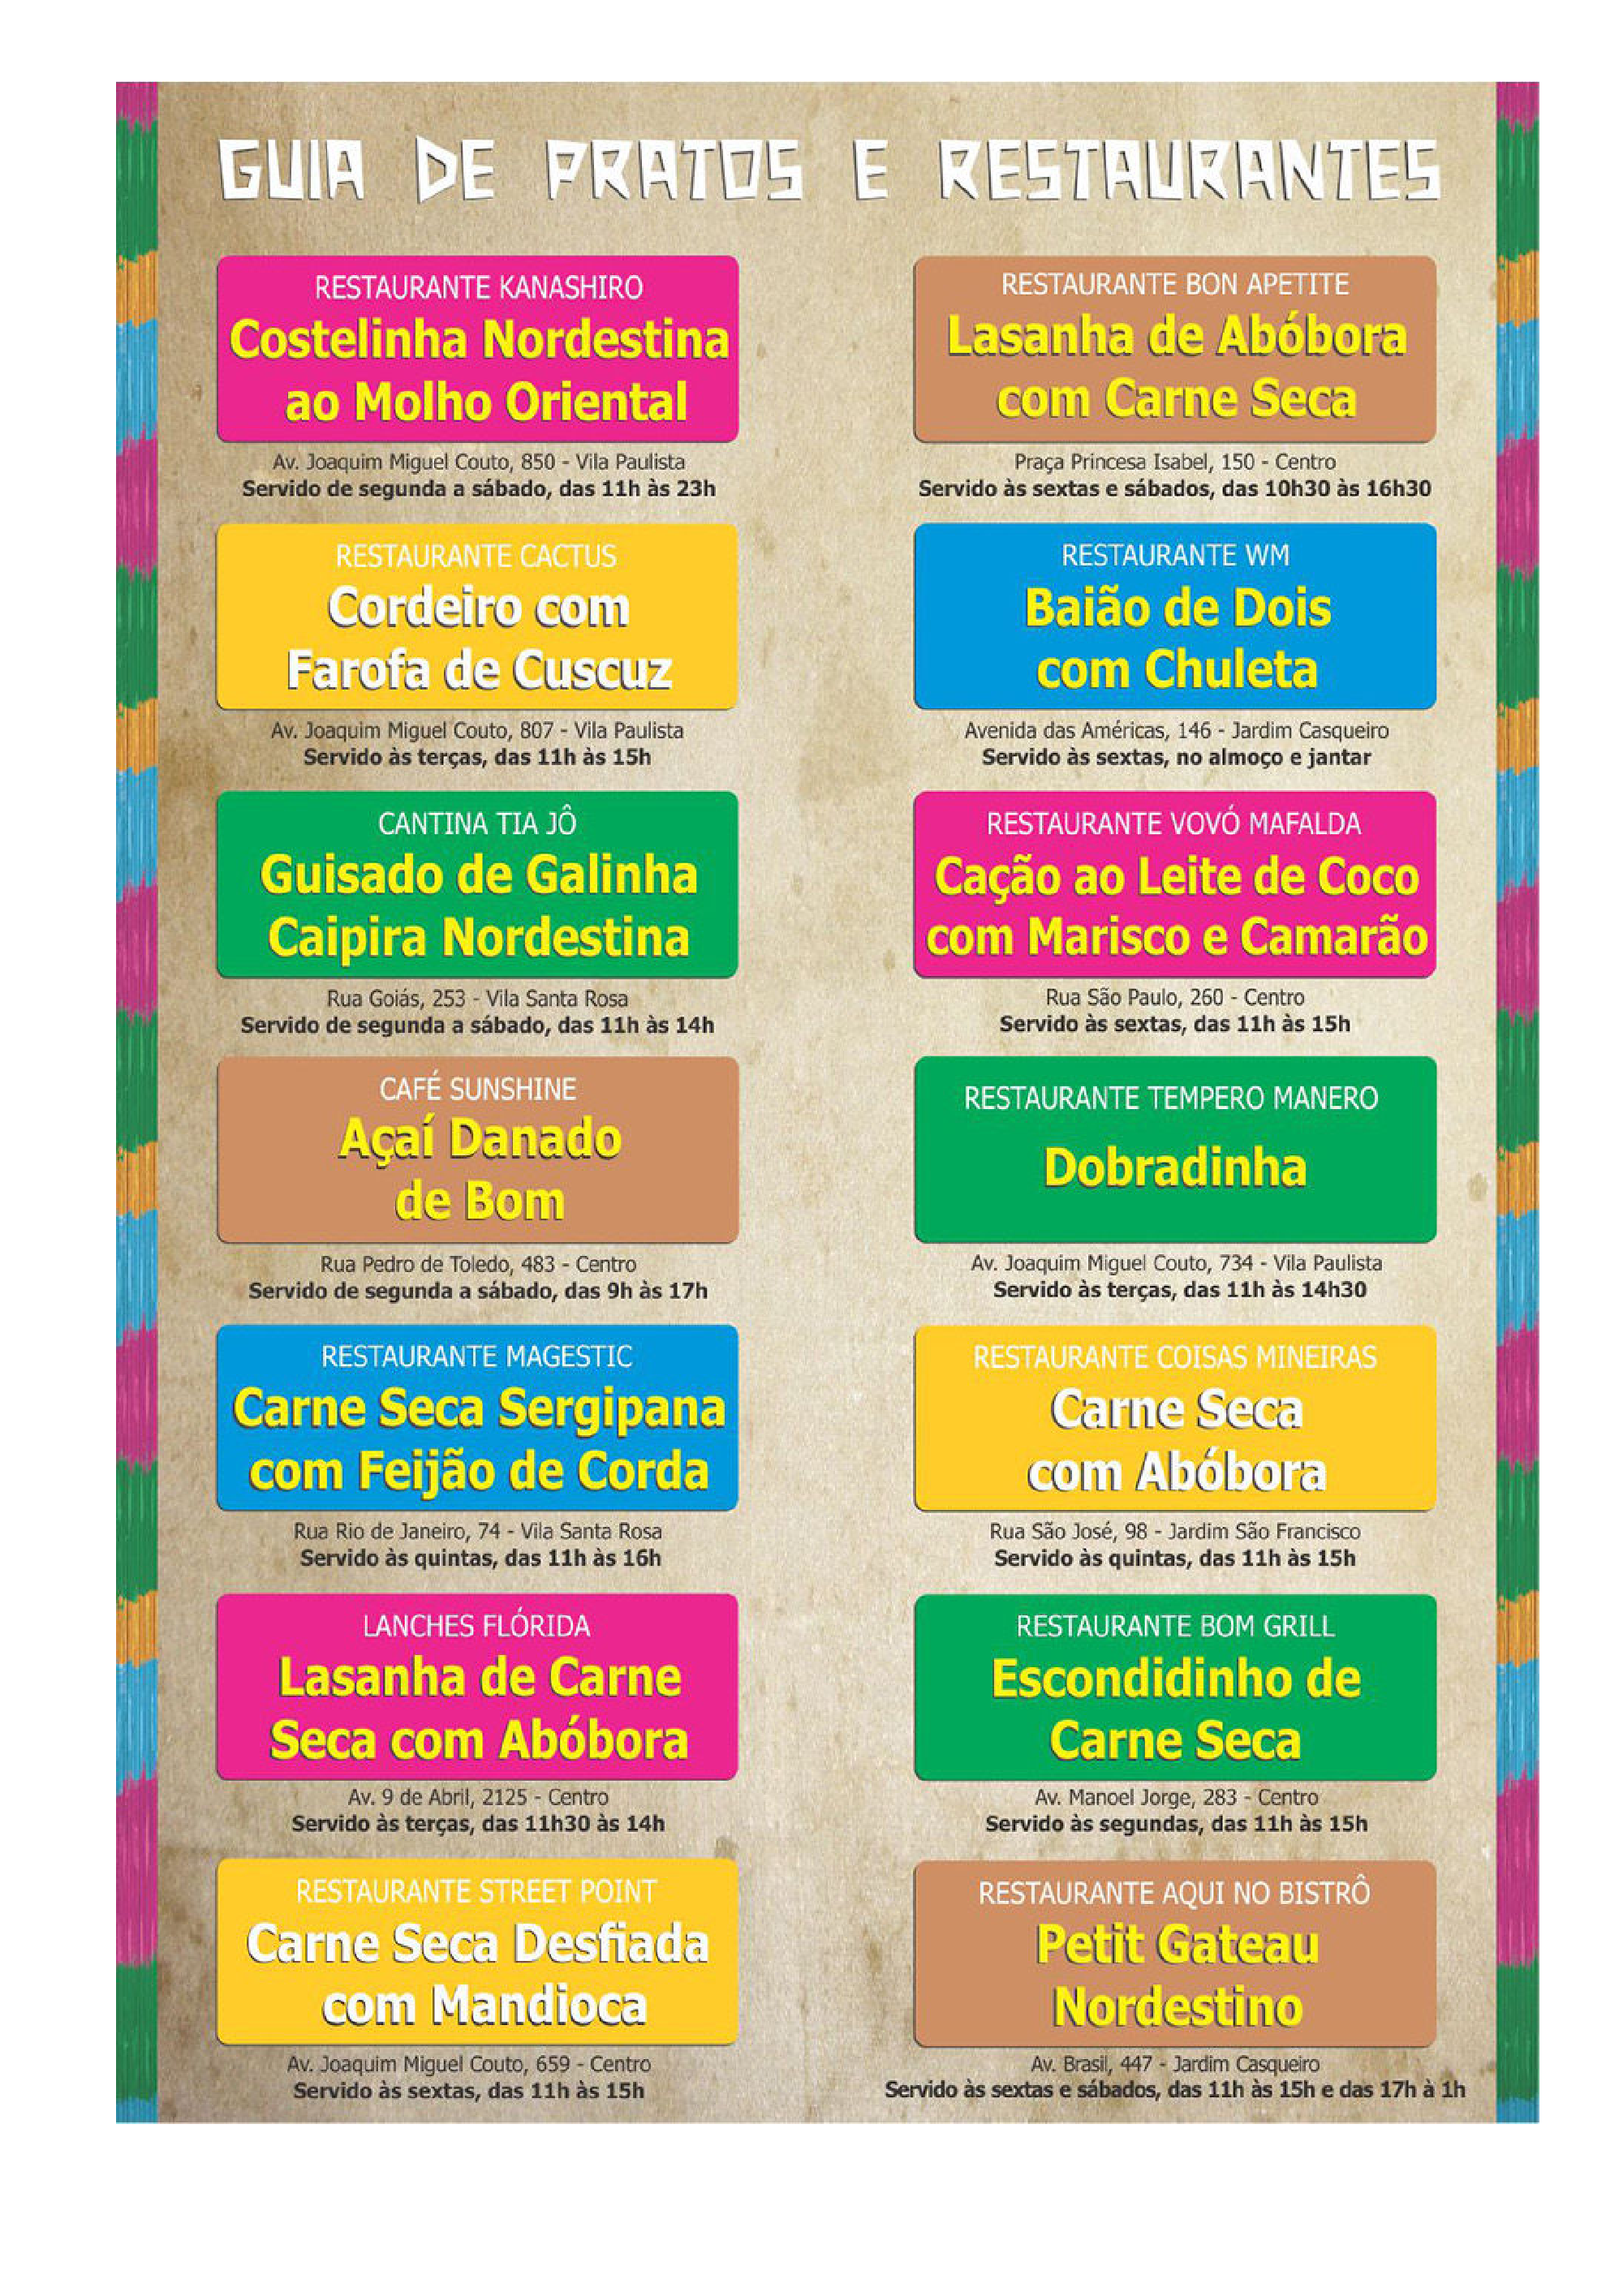 GUIA DE PRATOS E RESTAURANTES
RESTAURANTE KANASHIRO
Costelinha Nordestina
ao Molho Oriental
Av. Joaquim Miguel Couto, 850 - Vila Paulista
Servido de segunda a sábado, das 11h às 23h
RESTAURANTE CACTUS
Cordeiro com
Farofa de Cuscuz
Av. Joaquim Miguel Couto, 807 - Vila Paulista
Servido às terças, das 11h às 15h
CANTINA TIA JÔ
Guisado de Galinha
Caipira Nordestina
Rua Goiás, 253 - Vila Santa Rosa
Servido de segunda a sábado, das 11h às 14h
CAFÉ SUNSHINE
Açaí Danado
de Bom
Rua Pedro de Toledo, 483 - Centro
Servido de segunda a sábado, das 9h às 17h
RESTAURANTE MAGESTIC
Carne Seca Sergipana
com Feijão de Corda
Rua Rio de Janeiro, 74 - Vila Santa Rosa
Servido às quintas, das 11h às 16h
LANCHES FLÓRIDA
Lasanha de Carne
Seca com Abóbora
Av. 9 de Abril, 2125 - Centro
Servido às terças, das 11h30 às 14h
RESTAURANTE STREET POINT
Carne Seca Desfiada
com Mandioca
Av. Joaquim Miguel Couto, 659 - Centro
Servido às sextas, das 11h às 15h
RESTAURANTE BON APETITE
Lasanha de Abóbora
com Carne Seca
Praça Princesa Isabel, 150 - Centro
Servido às sextas e sábados, das 10h30 às 16h30
RESTAURANTE WM
Baião de Dois
com Chuleta
Avenida das Américas, 146 - Jardim Casqueiro
Servido às sextas, no almoço e jantar
RESTAURANTE VOVÓ MAFALDA
Cação ao Leite de Coco
com Marisco e Camarão
Rua São Paulo, 260 - Centro
Servido às sextas, das 11h às 15h
RESTAURANTE TEMPERO MANERO
Dobradinha
Av. Joaquim Miguel Couto, 734 - Vila Paulista
Servido às terças, das 11h às 14h30
RESTAURANTE COISAS MINEIRAS
Carne Seca
com Abóbora
Rua São José, 98 - Jardim São Francisco
Servido às quintas, das 11h às 15h
RESTAURANTE BOM GRILL
Escondidinho de
Carne Seca
Av. Manoel Jorge, 283 - Centro
Servido às segundas, das 11h às 15h
RESTAURANTE AQUI NO BISTRÔ
Petit Gateau
Nordestino
Av. Brasil, 447 - Jardim Casqueiro
Servido às sextas e sábados, das 11h às 15h e das 17h à 1h